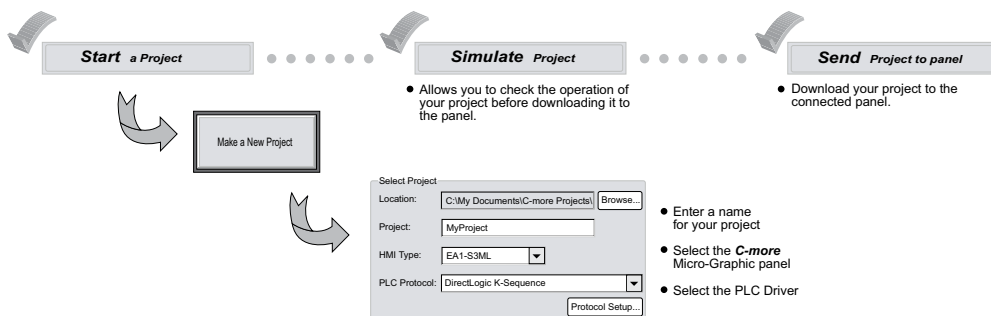 Start a Project
Simulate Project
Send Project to panel
Allows you to check the operation of
your project before downloading it to
the panel.
Download your project to the
connected panel.
Make a New Project
Select Project
Location: C:\My Documents\C-more Projects\ Browse...
Project: MyProject
HMI Type: EA1-S3ML
PLC Protocol: DirectLogic K-Sequence
Protocol Setup...
Enter a name
for your project
Select the C-more
Micro-Graphic panel
Select the PLC Driver